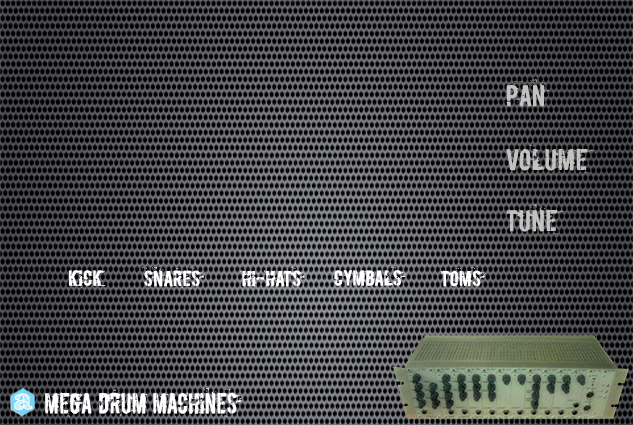 PAN
VOLUME
TUNE
KICK SNARES HI-HATS CYMBALS TOMS
MEGA DRUM MACHINES